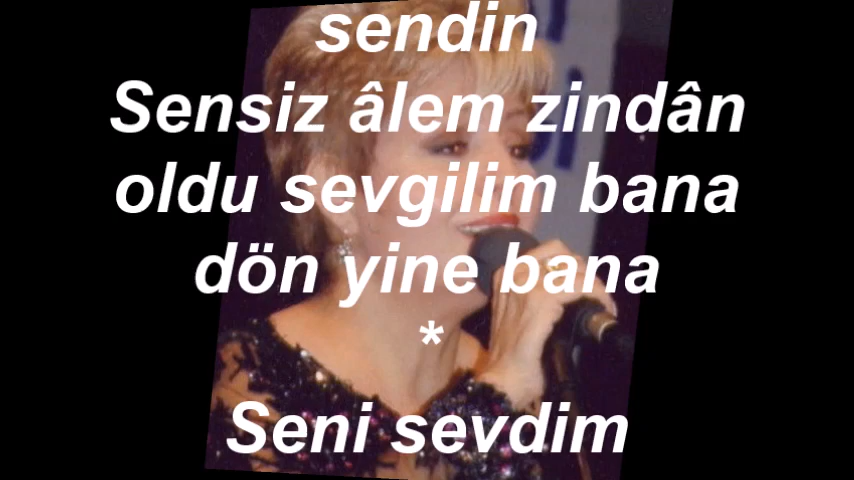 sendin
Sensiz âlem zindân
oldu sevgilim bana
dön yine bana
*
Seni sevdim